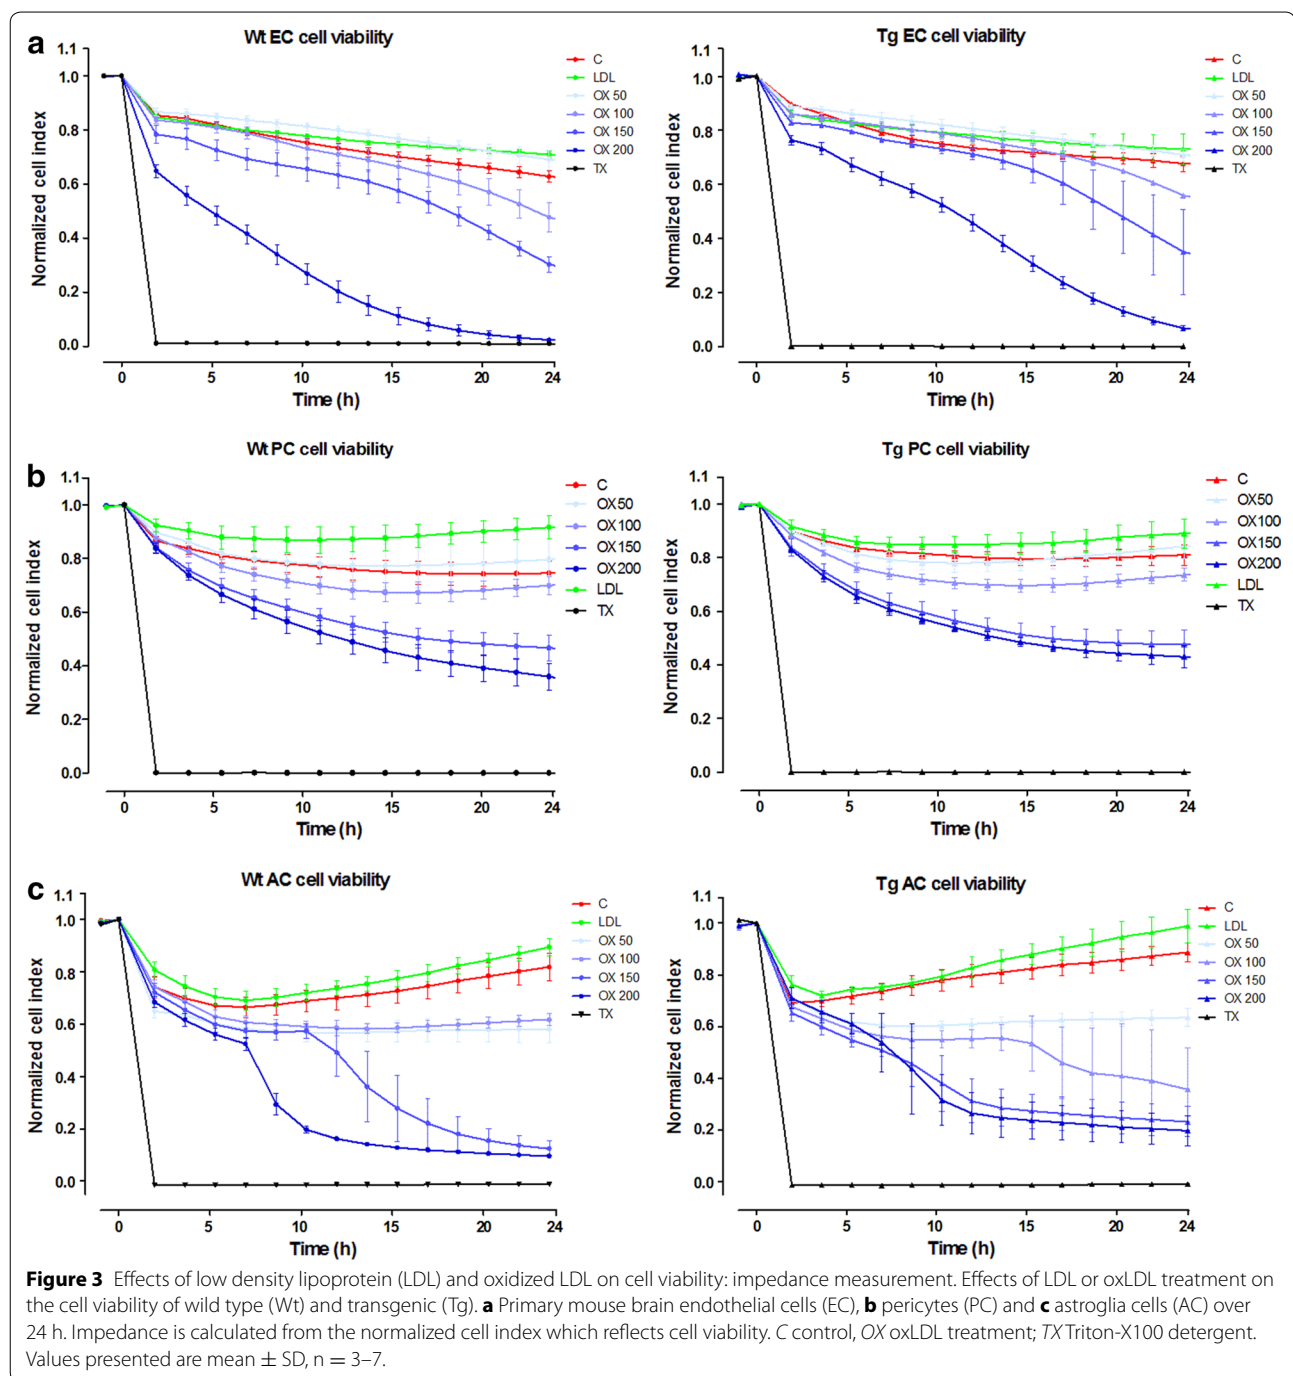 a
Wt EC cell viability
Normalized cell index
1.1
1.0
0.8
0.6
0.4
0.2
0.0
0 5 10 15 20 24
Time (h)
C
LDL
OX 50
OX 100
OX 150
OX 200
TX
Tg EC cell viability
Normalized cell index
1.1
1.0
0.8
0.6
0.4
0.2
0.0
0 5 10 15 20 24
Time (h)
C
LDL
OX 50
OX 100
OX 150
OX 200
TX
b
Wt PC cell viability
Normalized cell index
1.1
1.0
0.8
0.6
0.4
0.2
0.0
0 5 10 15 20 24
Time (h)
C
OX50
OX100
OX150
OX200
LDL
TX
Tg PC cell viability
Normalized cell index
1.1
1.0
0.8
0.6
0.4
0.2
0.0
0 5 10 15 20 24
Time (h)
C
OX50
OX100
OX150
OX200
LDL
TX
c
Wt AC cell viability
Normalized cell index
1.1
1.0
0.8
0.6
0.4
0.2
0.0
0 5 10 15 20 24
Time (h)
C
LDL
OX 50
OX 100
OX 150
OX 200
TX
Tg AC cell viability
Normalized cell index
1.1
1.0
0.8
0.6
0.4
0.2
0.0
0 5 10 15 20 24
Time (h)
C
LDL
OX 50
OX 100
OX 150
OX 200
TX
Figure 3 Effects of low density lipoprotein (LDL) and oxidized LDL on cell viability: impedance measurement. Effects of LDL or oxLDL treatment on
the cell viability of wild type (Wt) and transgenic (Tg). a Primary mouse brain endothelial cells (EC), b pericytes (PC) and c astroglia cells (AC) over
24 h. Impedance is calculated from the normalized cell index which reflects cell viability. C control, OX oxLDL treatment; TX Triton-X100 detergent.
Values presented are mean ± SD, n = 3–7.